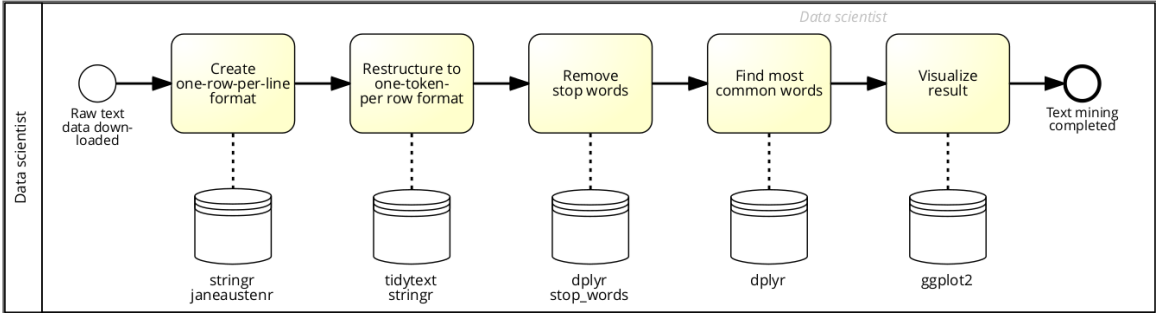 Data scientist
Data scientist
Raw text
data down-
loaded
Create
one-row-per-line
format
Restructure to
one-token-
per row format
Remove
stop words
Find most
common words
Visualize
result
Text mining
completed
stringr
janeaustenr
tidytext
stringr
dplyr
stop_words
dplyr
ggplot2